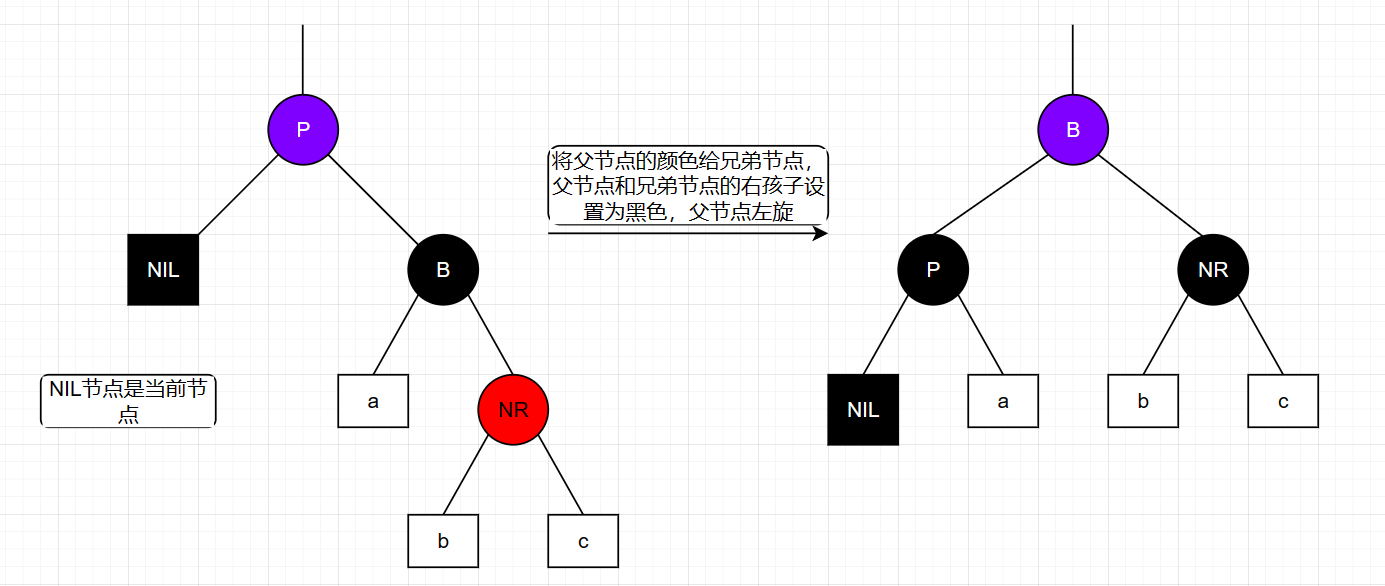 P
B
将父节点的颜色给兄弟节点，
父节点和兄弟节点的右孩子设
置为黑色，父节点左旋
NIL
B
P
NR
NIL节点是当前节
点
a
NR
NIL
a
b
c
b
c